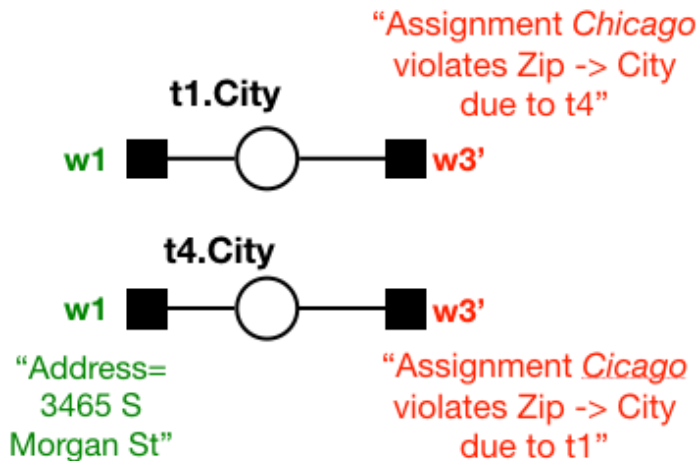 “Assignment Chicago
violates Zip -> City
due to t4”
t1.City
w1
w3’
t4.City
w1
w3’
“Address=
3465 S
Morgan St”
“Assignment Cicago
violates Zip -> City
due to t1”